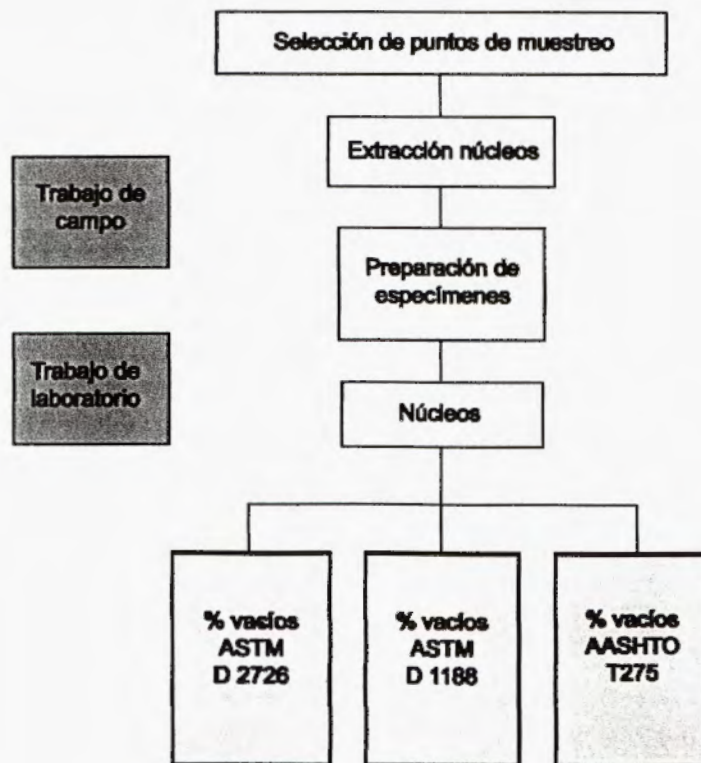 Selección de puntos de muestreo
Extracción núcleos
Trabajo de
campo
Preparación de
especímenes
Trabajo de
laboratorio
Núcleos
% vacíos
ASTM
D 2726
% vacíos
ASTM
D 1188
% vacíos
AASHTO
T275